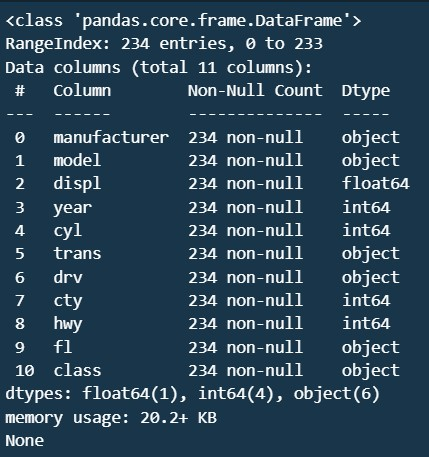 <class 'pandas.core.frame.DataFrame'>
RangeIndex: 234 entries, 0 to 233
Data columns (total 11 columns):
 #   Column        Non-Null Count  Dtype
---  ------        --------------  -----
 0   manufacturer  234 non-null    object
 1   model         234 non-null    object
 2   displ         234 non-null    float64
 3   year          234 non-null    int64
 4   cyl           234 non-null    int64
 5   trans         234 non-null    object
 6   drv           234 non-null    object
 7   cty           234 non-null    int64
 8   hwy           234 non-null    int64
 9   fl            234 non-null    object
 10  class         234 non-null    object
dtypes: float64(1), int64(4), object(6)
memory usage: 20.2+ KB
None